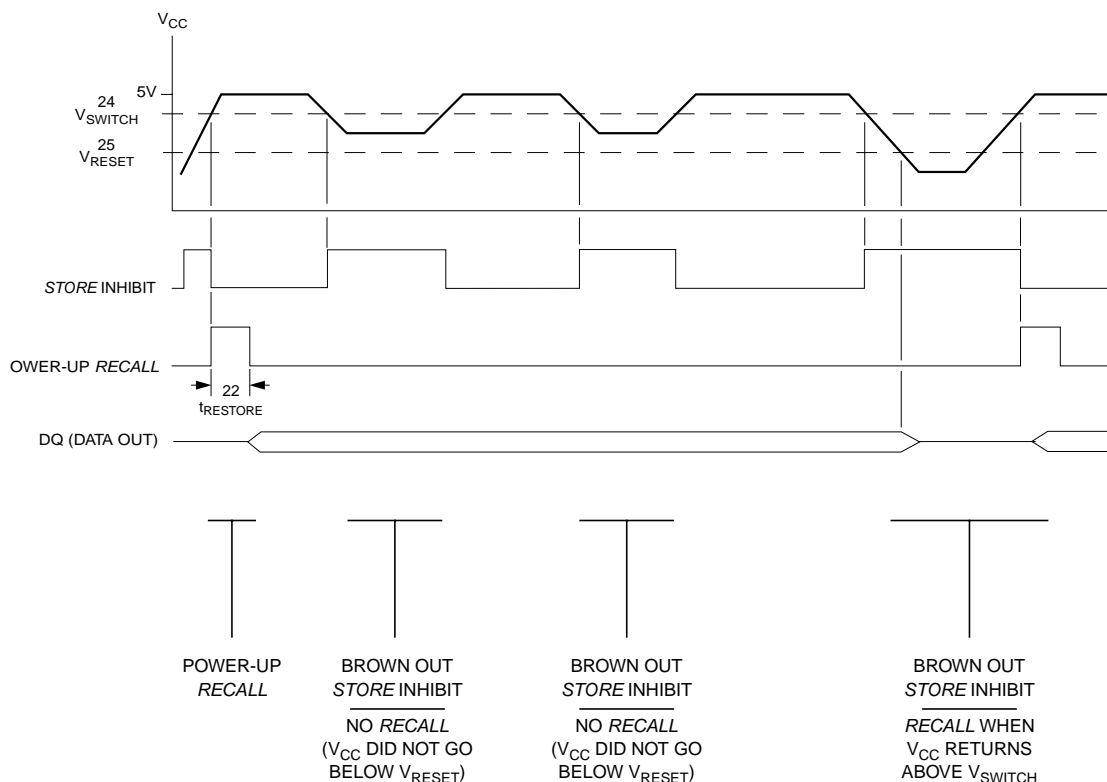 VCC
5V
24
VSWITCH
25
VRESET
STORE INHIBIT
OWER-UP RECALL
22
tRESTORE
DQ (DATA OUT)
POWER-UP
RECALL
BROWN OUT
STORE INHIBIT
NO RECALL
(VCC DID NOT GO
BELOW VRESET)
BROWN OUT
STORE INHIBIT
NO RECALL
(VCC DID NOT GO
BELOW VRESET)
BROWN OUT
STORE INHIBIT
RECALL WHEN
VCC RETURNS
ABOVE VSWITCH